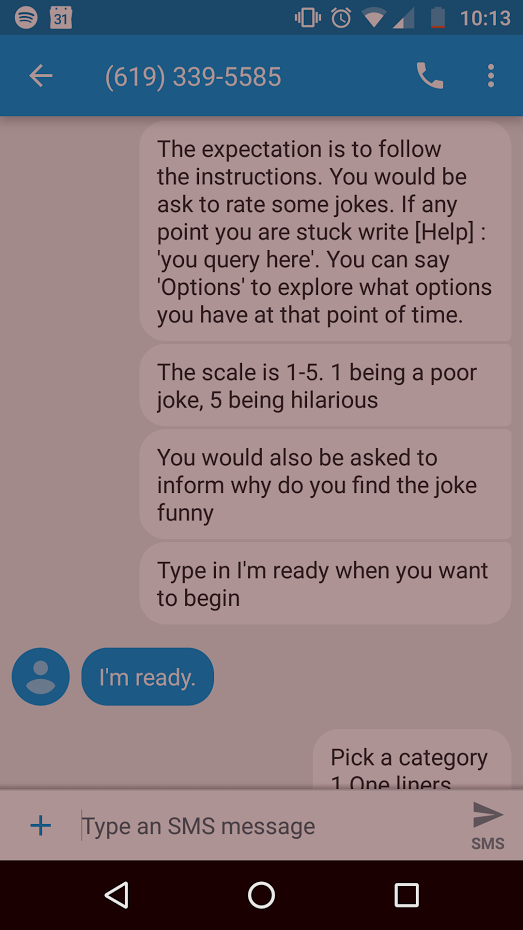 31
10:13
(619) 339-5585
The expectation is to follow
the instructions. You would be
ask to rate some jokes. If any
point you are stuck write [Help] :
'you query here'. You can say
'Options' to explore what options
you have at that point of time.
The scale is 1-5. 1 being a poor
joke, 5 being hilarious
You would also be asked to
inform why do you find the joke
funny
Type in I'm ready when you want
to begin
I'm ready.
Pick a category
1 One liners
Type an SMS message
SMS